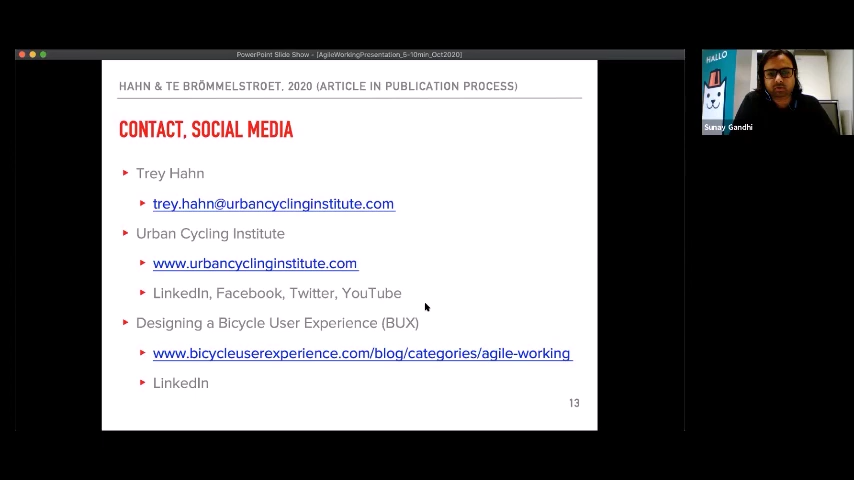 PowerPoint Slide Show - [AgileWorkingPresentation_5-10min_Oct2020]
HAHN & TE BRÖMMELSTROET, 2020 (ARTICLE IN PUBLICATION PROCESS)
CONTACT, SOCIAL MEDIA
Trey Hahn
trey.hahn@urbancyclinginstitute.com
Urban Cycling Institute
www.urbancyclinginstitute.com
LinkedIn, Facebook, Twitter, YouTube
Designing a Bicycle User Experience (BUX)
www.bicycleuserexperience.com/blog/categories/agile-working
LinkedIn
13
HALLO
Sunay Gandhi